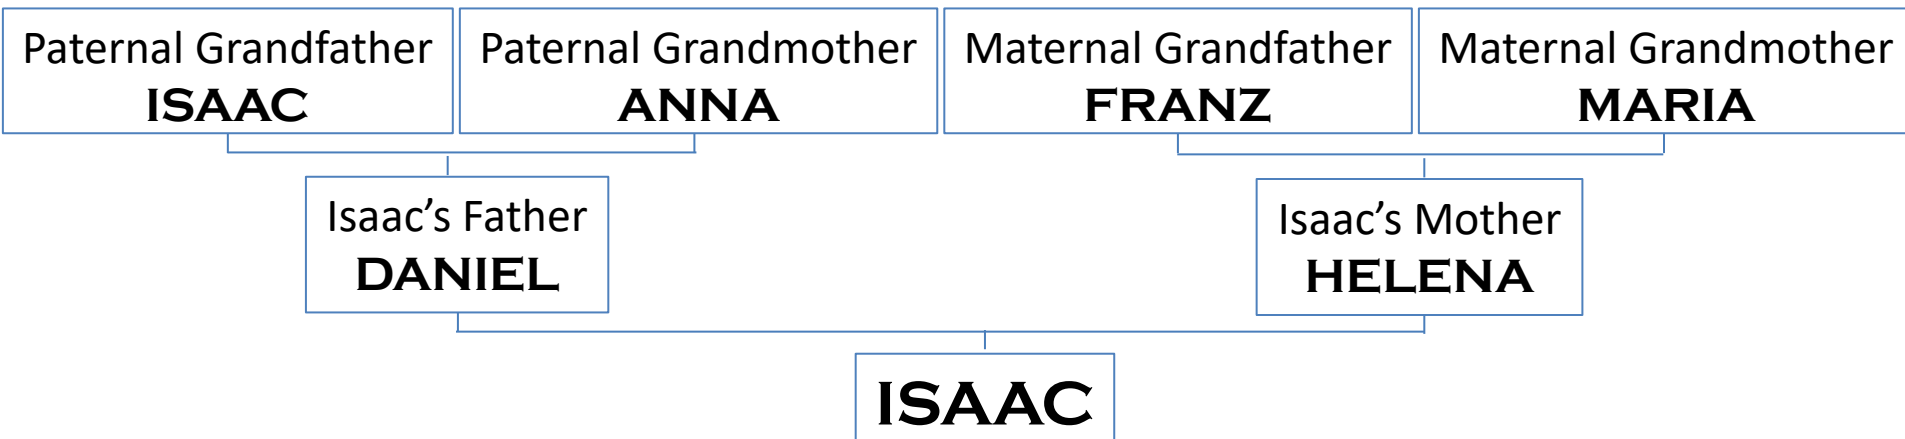 Paternal Grandfather
ISAAC
Paternal Grandmother
ANNA
Maternal Grandfather
FRANZ
Maternal Grandmother
MARIA
Isaac’s Father
DANIEL
Isaac’s Mother
HELENA
ISAAC